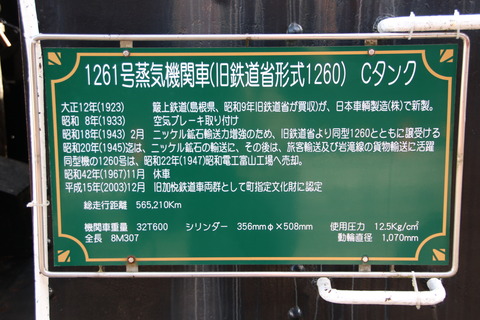 1261号蒸気機関車(旧鉄道省形式1260) Cタンク
大正12年(1923) 簸上鉄道(島根県、昭和9年旧鉄道省が買収)が、日本車輌製造(株)で新製。
昭和 8年(1933) 空気ブレーキ取り付け
昭和18年(1943) 2月 ニッケル鉱石輸送力増強のため、旧鉄道省より同型1260とともに譲受ける
昭和20年(1945)迄は、ニッケル鉱石の輸送に、その後は、旅客輸送及び岩滝線の貨物輸送に活躍
同型機の1260号は、昭和22年(1947)昭和電工富山工場へ売却。
昭和42年(1967)11月 休車
平成15年(2003)12月 旧加悦鉄道車両群として町指定文化財に認定
総走行距離 565,210Km
機関車重量 32T600 シリンダー 356mmφ×508mm 使用圧力 12.5Kg/cm²
全長 8M307 動輪直径 1,070mm